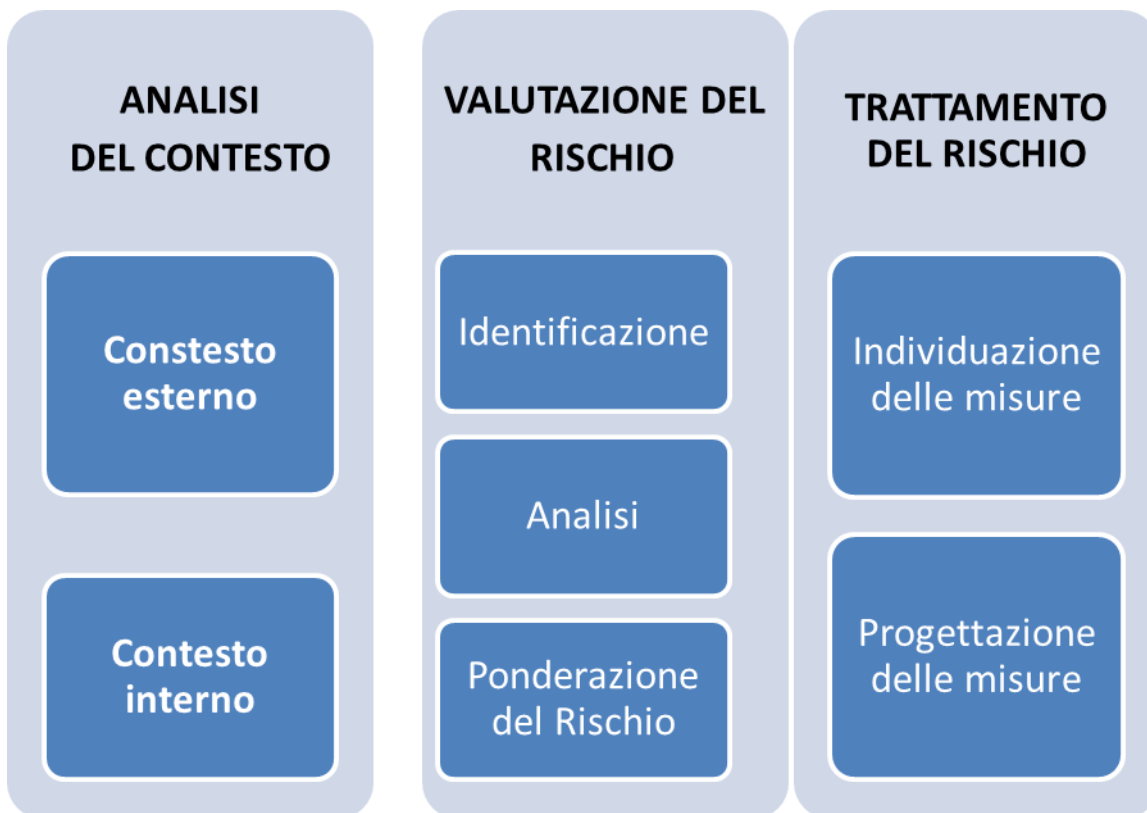 ANALISI
DEL CONTESTO
Constesto
esterno
Contesto
interno
VALUTAZIONE DEL
RISCHIO
Identificazione
Analisi
Ponderazione
del Rischio
TRATTAMENTO
DEL RISCHIO
Individuazione
delle misure
Progettazione
delle misure